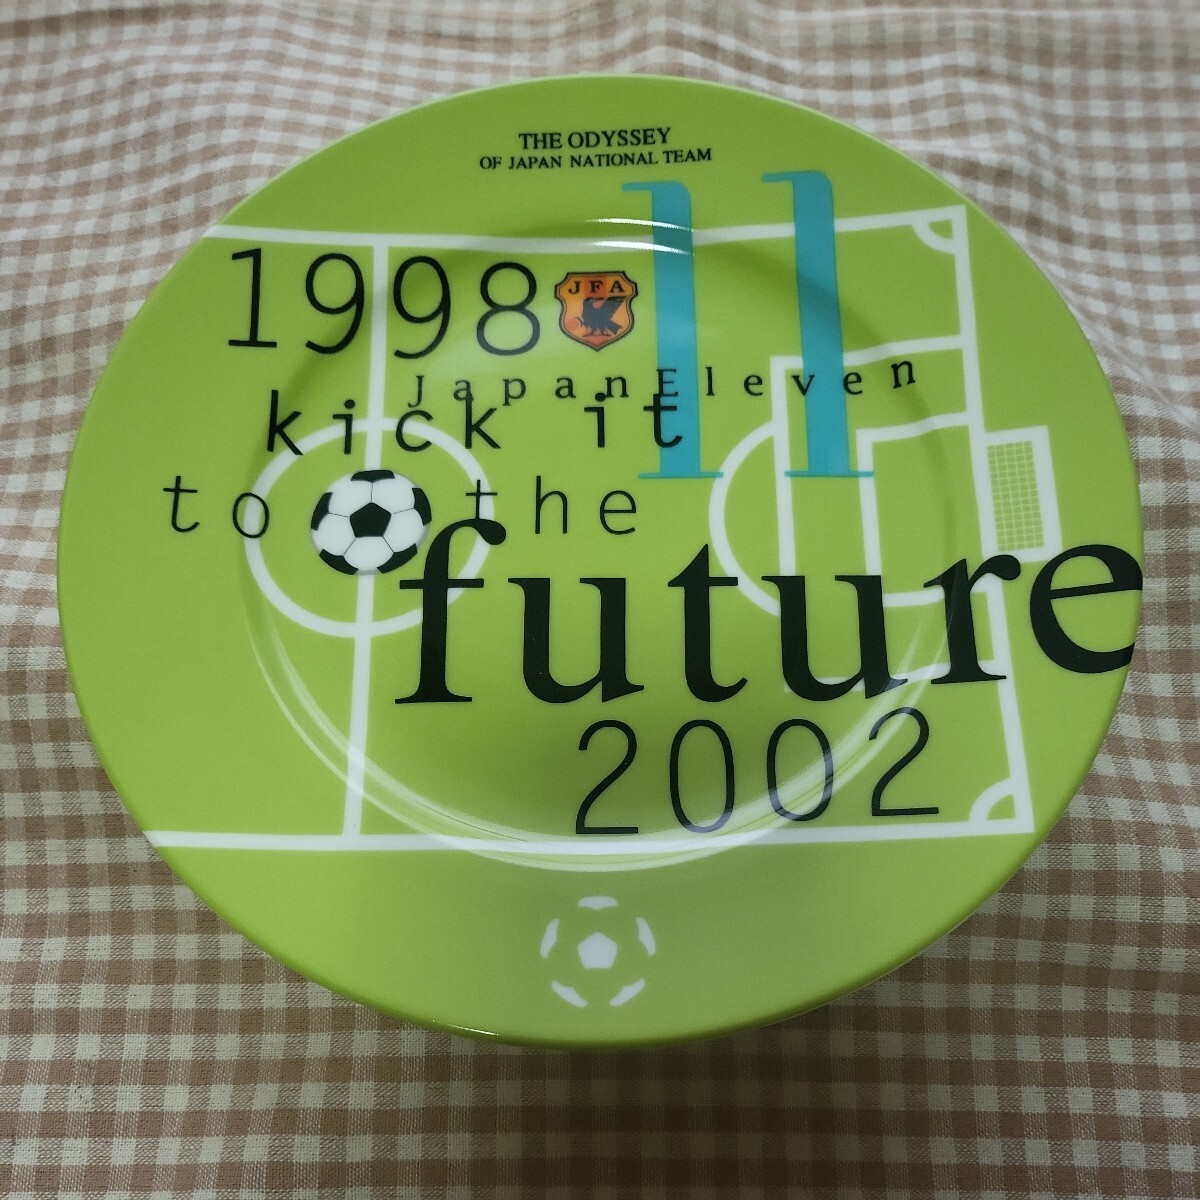 THE ODYSSEY
OF JAPAN NATIONAL TEAM
11
1998
JFA
JapanEleven
kick it
to the
future
2002